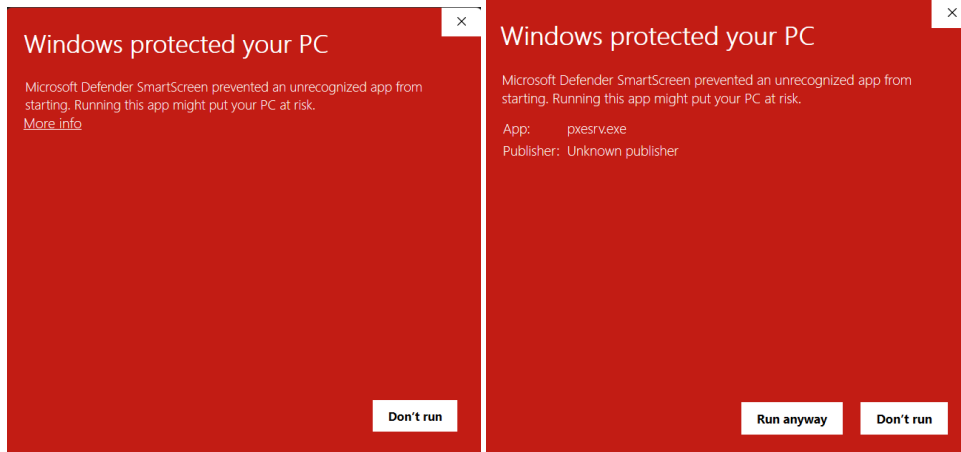 Windows protected your PC
Microsoft Defender SmartScreen prevented an unrecognized app from
starting. Running this app might put your PC at risk.
More info
Don't run
Windows protected your PC
Microsoft Defender SmartScreen prevented an unrecognized app from
starting. Running this app might put your PC at risk.
App: pxesrv.exe
Publisher: Unknown publisher
Run anyway Don't run